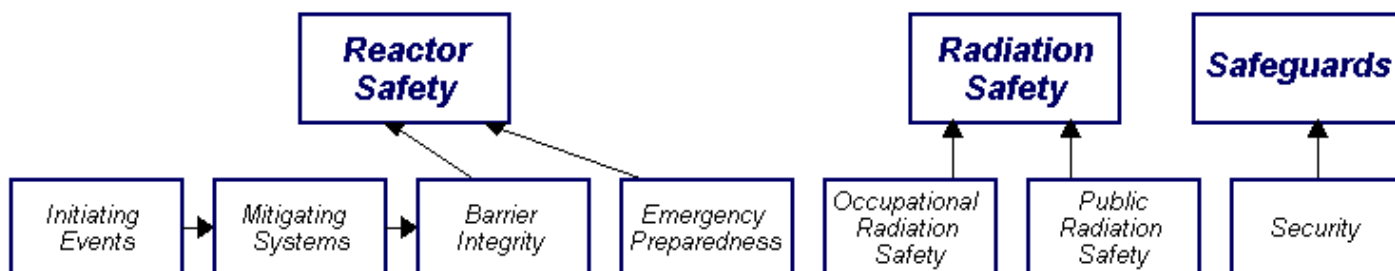 Reactor
Safety
Radiation
Safety
Safeguards
Initiating
Events
Mitigating
Systems
Barrier
Integrity
Emergency
Preparedness
Occupational
Radiation
Safety
Public
Radiation
Safety
Security